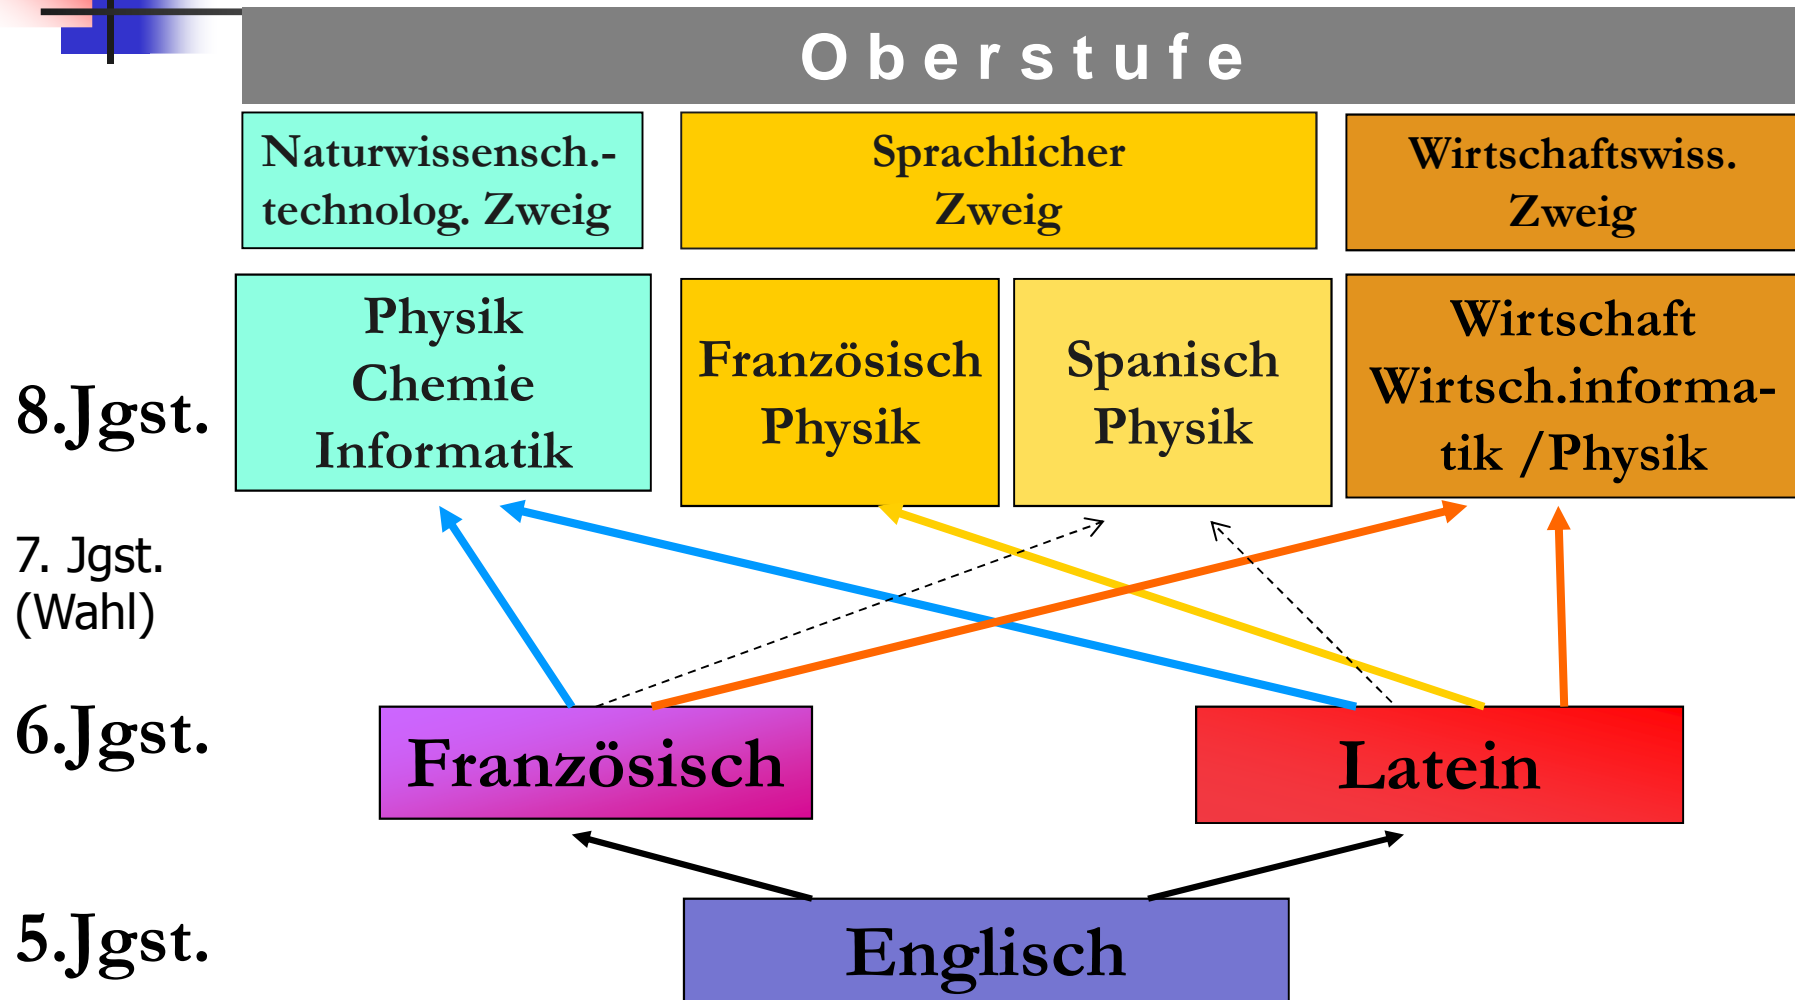 O b e r s t u f e
Naturwissensch.-
technolog. Zweig
Sprachlicher
Zweig
Wirtschaftswiss.
Zweig
8.Jgst.
Physik
Chemie
Informatik
Französisch
Physik
Spanisch
Physik
Wirtschaft
Wirtsch.informa-
tik /Physik
7. Jgst.
(Wahl)
6.Jgst.
Französisch
Latein
5.Jgst.
Englisch